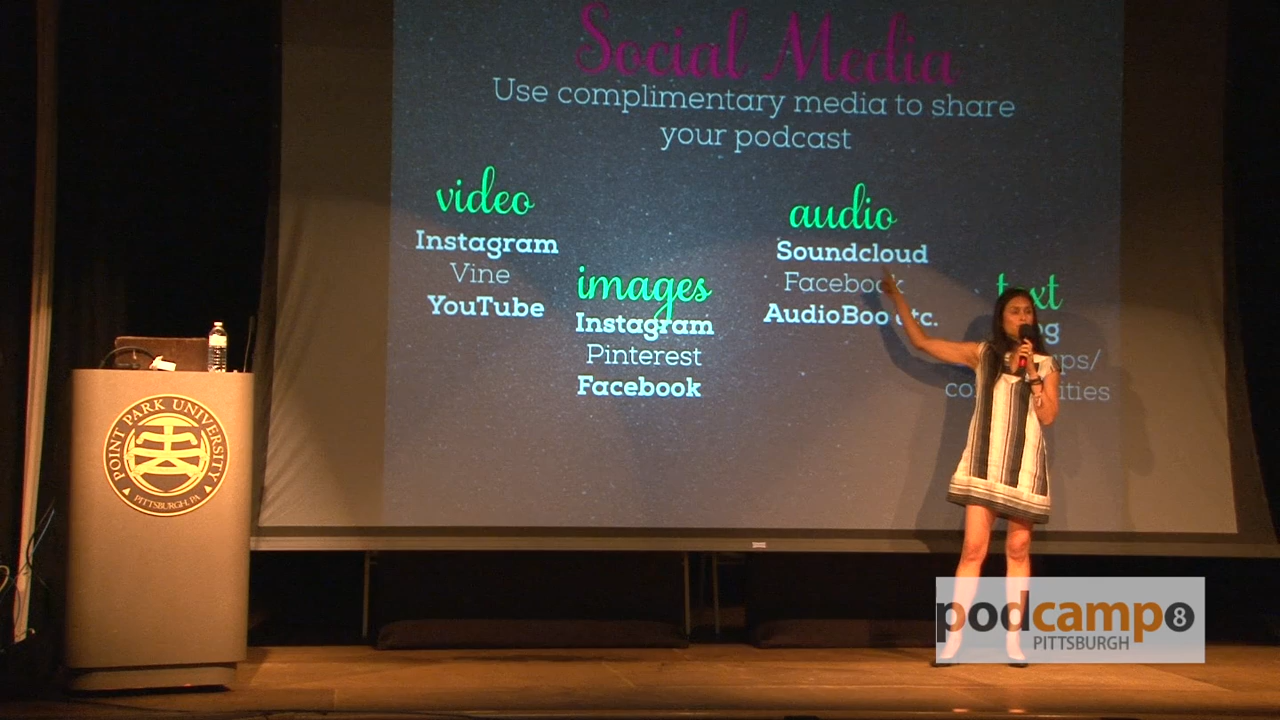 Social Media
Use complimentary media to share
your podcast
video
Instagram
Vine
YouTube
images
Instagram
Pinterest
Facebook
audio
Soundcloud
Facebook
AudioBoo etc.
text
POINT PARK UNIVERSITY
PITTSBURGH, PA
podcamp8
PITTSBURGH